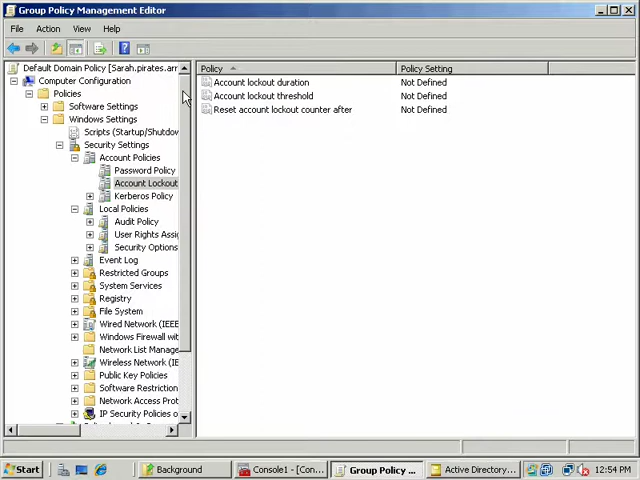 Group Policy Management Editor
File Action View Help
Default Domain Policy [Sarah.pirates.arr
Computer Configuration
Policies
Software Settings
Windows Settings
Scripts (Startup/Shutdow
Security Settings
Account Policies
Password Policy
Account Lockout
Kerberos Policy
Local Policies
Audit Policy
User Rights Assig
Security Options
Event Log
Restricted Groups
System Services
Registry
File System
Wired Network (IEEE
Windows Firewall wit
Network List Manage
Wireless Network (IE
Public Key Policies
Software Restriction
Network Access Prot
IP Security Policies o
Policy Policy Setting
Account lockout duration Not Defined
Account lockout threshold Not Defined
Reset account lockout counter after Not Defined
Start Background Console1 - [Con... Group Policy ... Active Directory... 12:54 PM